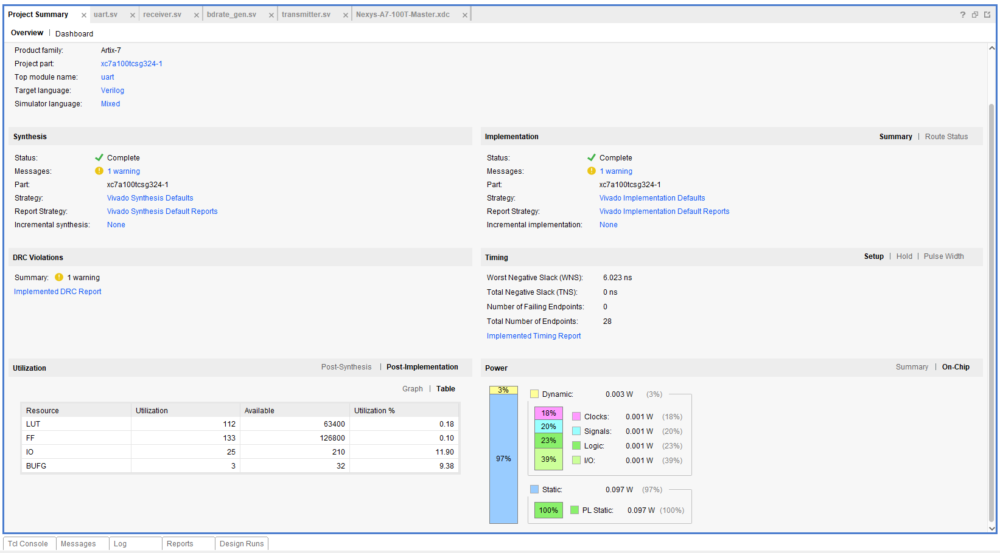 Project Summary × uart.sv × receiver.sv × bdrate_gen.sv × transmitter.sv × Nexys-A7-100T-Master.xdc × ?
Overview | Dashboard
Product family: Artix-7
Project part: xc7a100tcsg324-1
Top module name: uart
Target language: Verilog
Simulator language: Mixed
Synthesis
Status: Complete
Messages: 1 warning
Part: xc7a100tcsg324-1
Strategy: Vivado Synthesis Defaults
Report Strategy: Vivado Synthesis Default Reports
Incremental synthesis: None
Implementation Summary | Route Status
Status: Complete
Messages: 1 warning
Part: xc7a100tcsg324-1
Strategy: Vivado Implementation Defaults
Report Strategy: Vivado Implementation Default Reports
Incremental implementation: None
DRC Violations
Summary: 1 warning
Implemented DRC Report
Timing Setup | Hold | Pulse Width
Worst Negative Slack (WNS): 6.023 ns
Total Negative Slack (TNS): 0 ns
Number of Failing Endpoints: 0
Total Number of Endpoints: 28
Implemented Timing Report
Utilization Post-Synthesis | Post-Implementation
Graph | Table
Resource Utilization Available Utilization %
LUT 112 63400 0.18
FF 133 126800 0.10
IO 25 210 11.90
BUFG 3 32 9.38
Power Summary | On-Chip
3% Dynamic: 0.003 W (3%)
18% Clocks: 0.001 W (18%)
20% Signals: 0.001 W (20%)
23% Logic: 0.001 W (23%)
39% I/O: 0.001 W (39%)
97% Static: 0.097 W (97%)
100% PL Static: 0.097 W (100%)
Tcl Console Messages Log Reports Design Runs